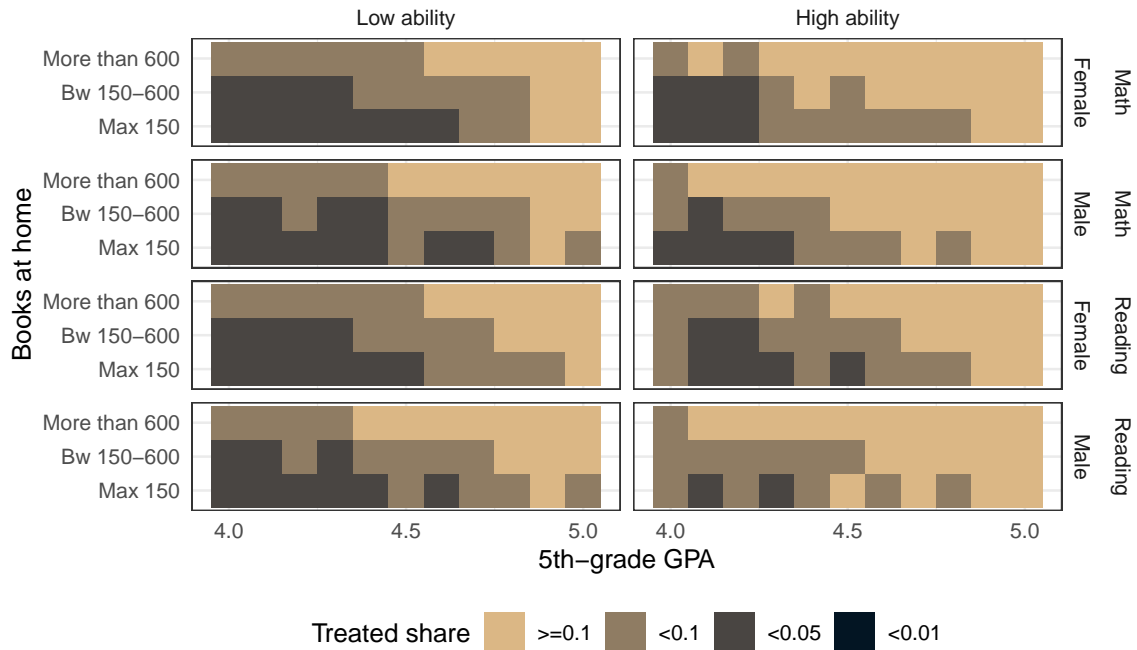 Low ability
High ability
More than 600
Bw 150−600
Max 150
Female
Math
More than 600
Bw 150−600
Max 150
Male
Math
More than 600
Bw 150−600
Max 150
Female
Reading
More than 600
Bw 150−600
Max 150
Male
Reading
Books at home
4.0
4.5
5.0
4.0
4.5
5.0
5th−grade GPA
Treated share
>=0.1
<0.1
<0.05
<0.01